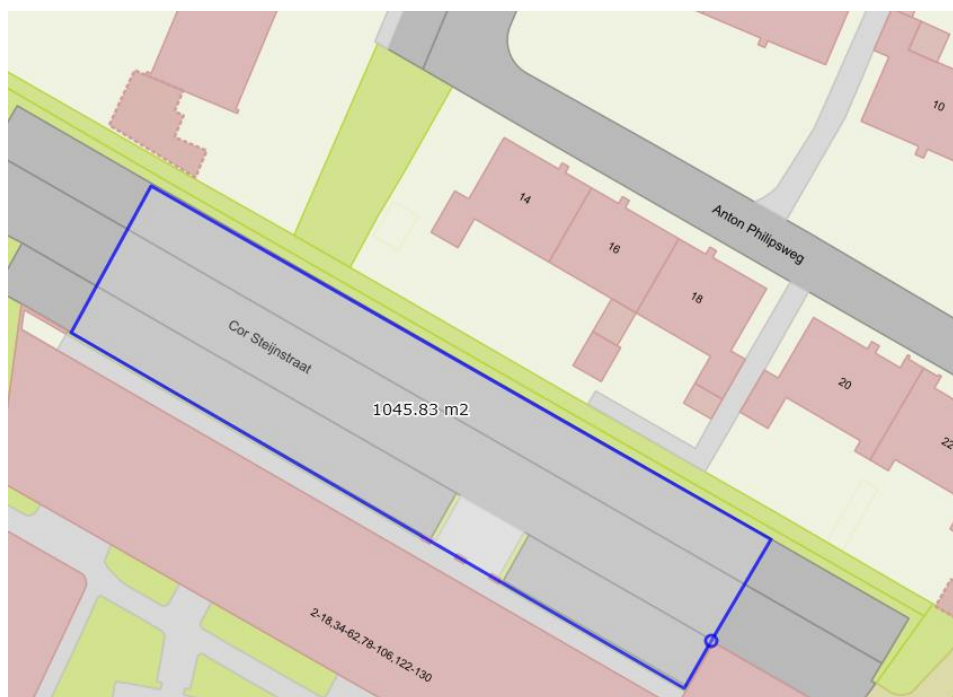 10
14
Anton Philipsweg
16
18
Cor Steijnstraat
20
1045.83 m2
22
2-18,34-62,78-106,122-130